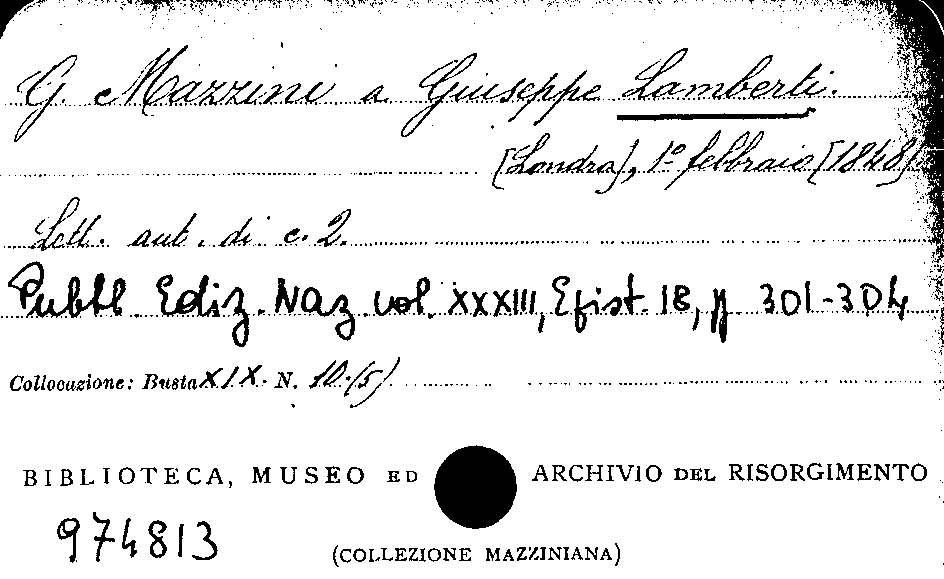 G. Mazzini a Giuseppe Lamberti.
[Londra], 1º febbraio [1848]
Lett. aut. di c. 2.
Pubbl. Ediz. Naz. vol. XXXIII, Epist. 18, pp 301-304
Collocazione: Busta XIX. N. 10.(5)
BIBLIOTECA, MUSEO ED ARCHIVIO DEL RISORGIMENTO
974813
(COLLEZIONE MAZZINIANA)